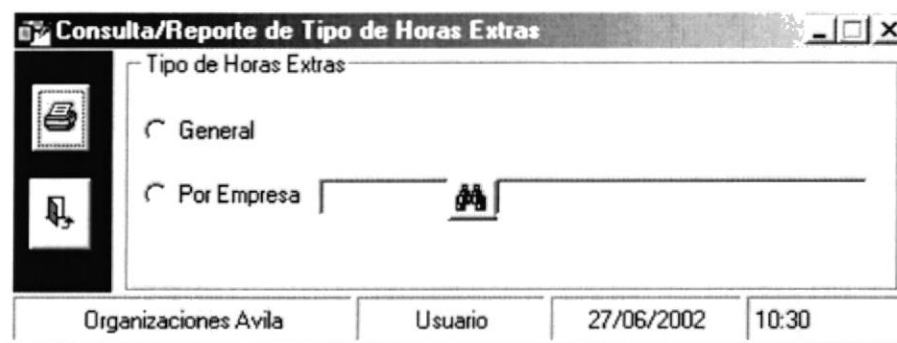 Consulta/Reporte de Tipo de Horas Extras
Tipo de Horas Extras
General
Por Empresa
Organizaciones Avila Usuario 27/06/2002 10:30